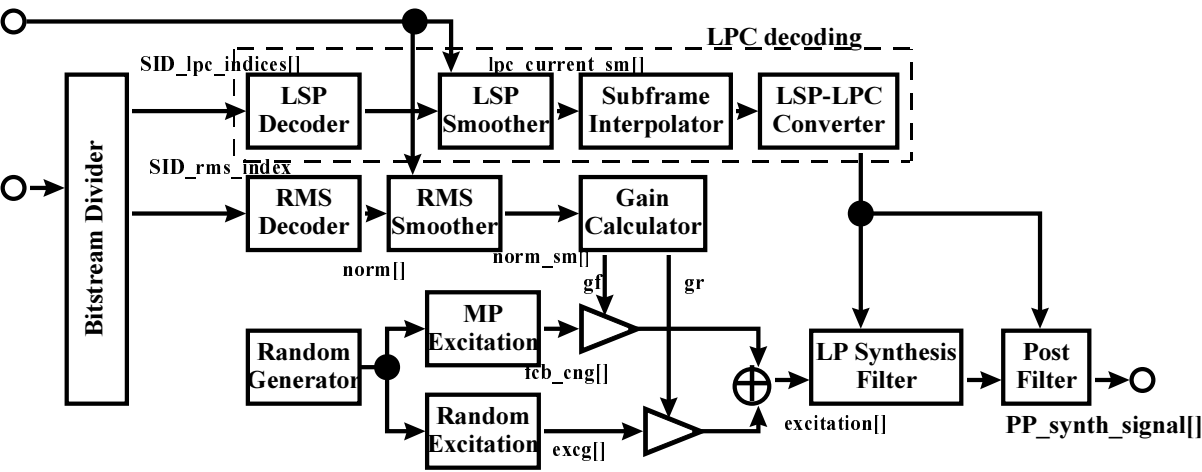 LPC decoding
SID_lpc_indices[]
lpc_current_sm[]
LSP
Decoder
LSP
Smoother
Subframe
Interpolator
LSP-LPC
Converter
SID_rms_index
Bitstream Divider
RMS
Decoder
RMS
Smoother
Gain
Calculator
norm[]
norm_sm[]
gf
gr
MP
Excitation
Random
Generator
fcb_cng[]
LP Synthesis
Filter
Post
Filter
Random
Excitation
excg[]
excitation[]
PP_synth_signal[]